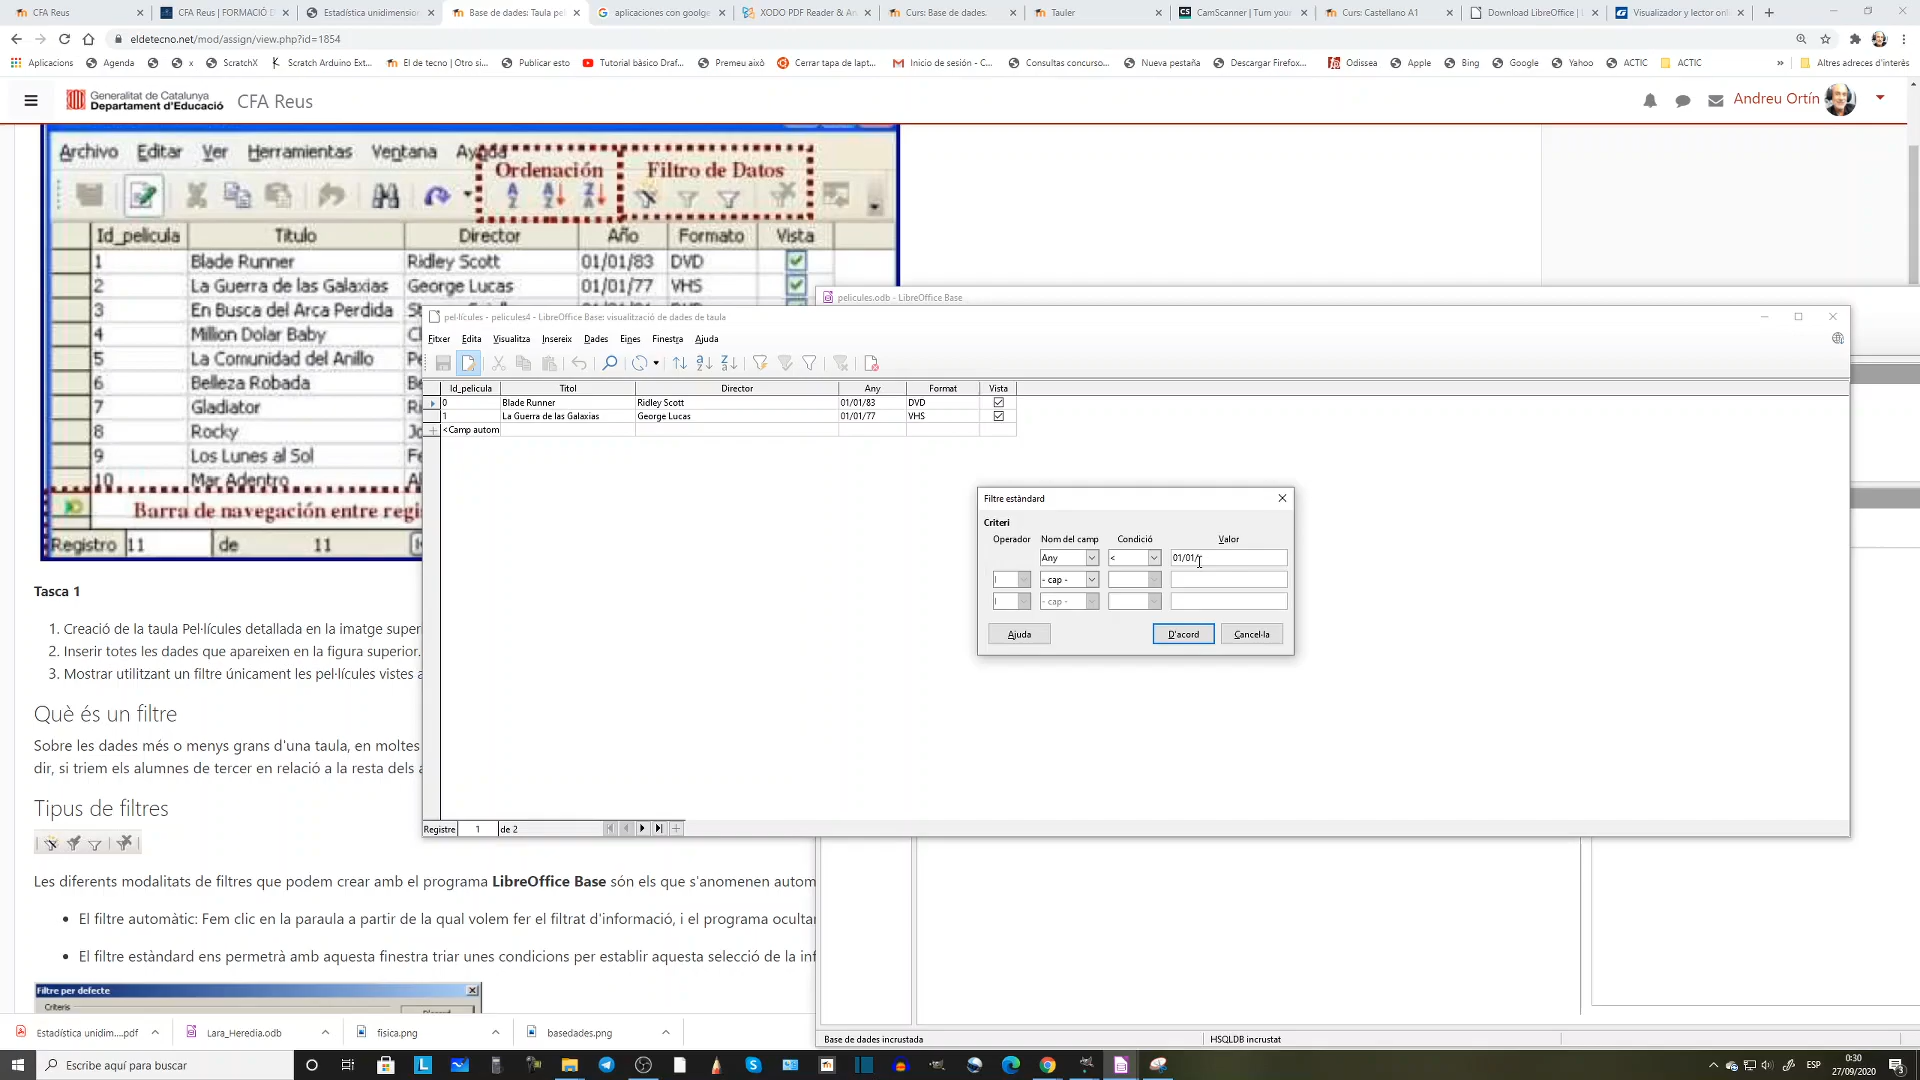 CFA Reus
CFA Reus | FORMACIÓ D
Estadística unidimension
Base de dades: Taula pe
aplicaciones con goolge
XODO PDF Reader & An
Curs: Base de dades.
Tauler
CamScanner | Turn your
Curs: Castellano A1
Download LibreOffice | L
Visualizador y lector onl
eldetecno.net/mod/assign/view.php?id=1854
Aplicacions
Agenda
x
ScratchX
Scratch Arduino Ext...
El de tecno | Otro si...
Publicar esto
Tutorial bàsico Draf...
Premeu això
Cerrar tapa de lapt...
Inicio de sesión - C...
Consultas concurso...
Nueva pestaña
Descargar Firefox...
Odissea
Apple
Bing
Google
Yahoo
ACTIC
ACTIC
»
Altres adreces d'interès
Generalitat de Catalunya
Departament d'Educació
CFA Reus
Andreu Ortín
Archivo Editar Ver Herramientas Ventana Ayuda
Ordenación
Filtro de Datos
Id_pelicula Titulo Director Año Formato Vista
1 Blade Runner Ridley Scott 01/01/83 DVD
2 La Guerra de las Galaxias George Lucas 01/01/77 VHS
3 En Busca del Arca Perdida
4 Million Dolar Baby
5 La Comunidad del Anillo
6 Belleza Robada
7 Gladiator
8 Rocky
9 Los Lunes al Sol
10 Mar Adentro
Barra de navegación entre regi
Registro 11 de 11
pelicules.odb - LibreOffice Base
pel·lícules - pelicules4 - LibreOffice Base: visualització de dades de taula
Fitxer Edita Visualitza Insereix Dades Eines Finestra Ajuda
Id_pelicula Titol Director Any Format Vista
0 Blade Runner Ridley Scott 01/01/83 DVD
1 La Guerra de las Galaxias George Lucas 01/01/77 VHS
<Camp autom
Registre 1 de 2
Filtre estàndard
Criteri
Operador Nom del camp Condició Valor
Any < 01/01/
I - cap -
I - cap -
Ajuda D'acord Cancel·la
Tasca 1
1. Creació de la taula Pel·lícules detallada en la imatge super
2. Inserir totes les dades que apareixen en la figura superior.
3. Mostrar utilitzant un filtre únicament les pel·lícules vistes a
Què és un filtre
Sobre les dades més o menys grans d'una taula, en moltes
dir, si triem els alumnes de tercer en relació a la resta dels a
Tipus de filtres
Les diferents modalitats de filtres que podem crear amb el programa LibreOffice Base són els que s'anomenen autom
• El filtre automàtic: Fem clic en la paraula a partir de la qual volem fer el filtrat d'informació, i el programa ocultar
• El filtre estàndard ens permetrà amb aquesta finestra triar unes condicions per establir aquesta selecció de la inf
Filtre per defecte
Criteris
Base de dades incrustada
HSQLDB incrustat
Estadística unidim....pdf
Lara_Heredia.odb
fisica.png
basedades.png
Escribe aquí para buscar
ESP
0:30
27/09/2020